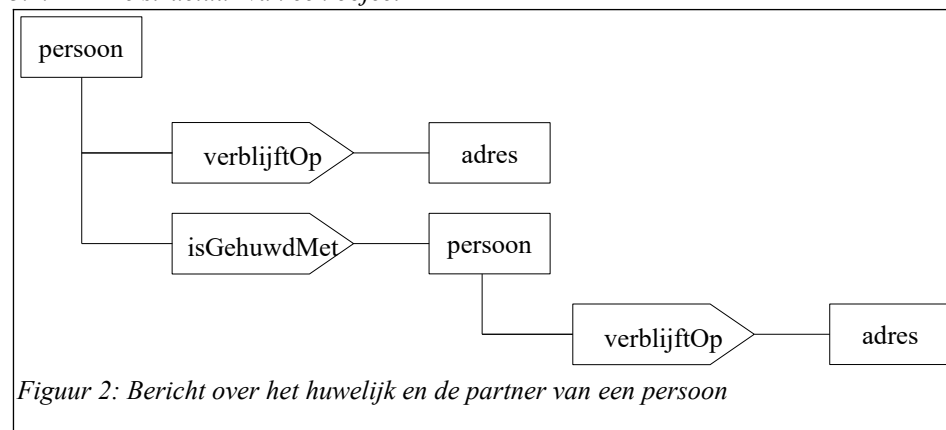 persoon
verblijftOp adres
isGehuwdMet persoon
verblijftOp adres
Figuur 2: Bericht over het huwelijk en de partner van een persoon